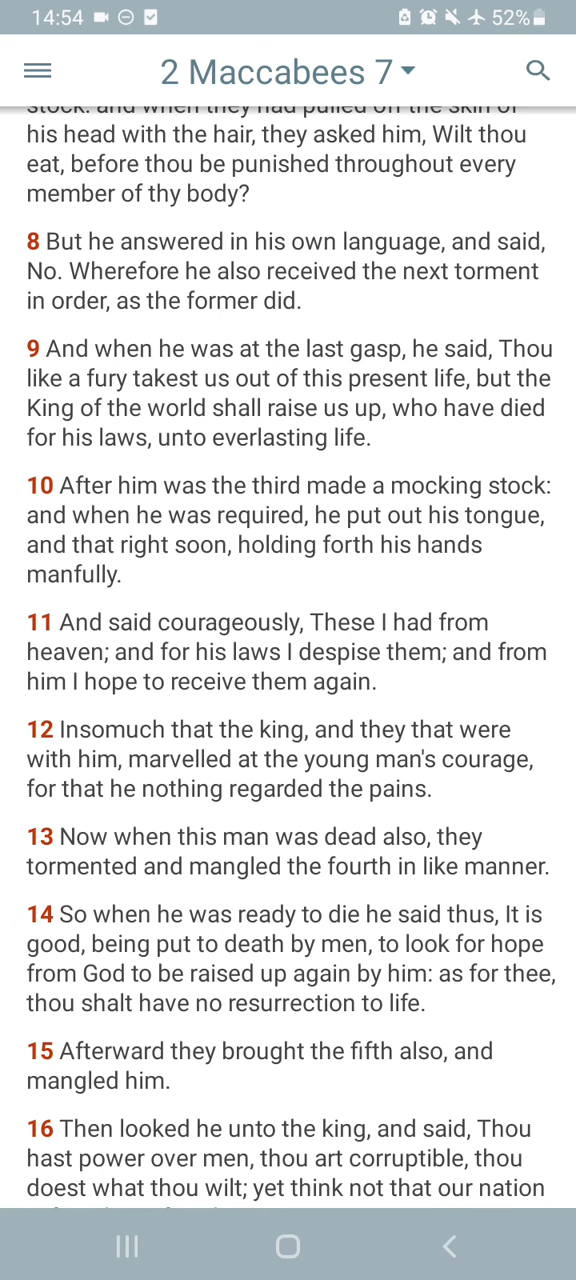 14:54
52%
2 Maccabees 7
stock: and when they had pulled off the skin of
his head with the hair, they asked him, Wilt thou
eat, before thou be punished throughout every
member of thy body?
8 But he answered in his own language, and said,
No. Wherefore he also received the next torment
in order, as the former did.
9 And when he was at the last gasp, he said, Thou
like a fury takest us out of this present life, but the
King of the world shall raise us up, who have died
for his laws, unto everlasting life.
10 After him was the third made a mocking stock:
and when he was required, he put out his tongue,
and that right soon, holding forth his hands
manfully.
11 And said courageously, These I had from
heaven; and for his laws I despise them; and from
him I hope to receive them again.
12 Insomuch that the king, and they that were
with him, marvelled at the young man's courage,
for that he nothing regarded the pains.
13 Now when this man was dead also, they
tormented and mangled the fourth in like manner.
14 So when he was ready to die he said thus, It is
good, being put to death by men, to look for hope
from God to be raised up again by him: as for thee,
thou shalt have no resurrection to life.
15 Afterward they brought the fifth also, and
mangled him.
16 Then looked he unto the king, and said, Thou
hast power over men, thou art corruptible, thou
doest what thou wilt; yet think not that our nation